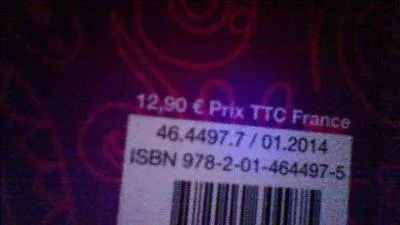 12,90 € Prix TTC France
46.4497.7 / 01.2014
ISBN 978-2-01-464497-5